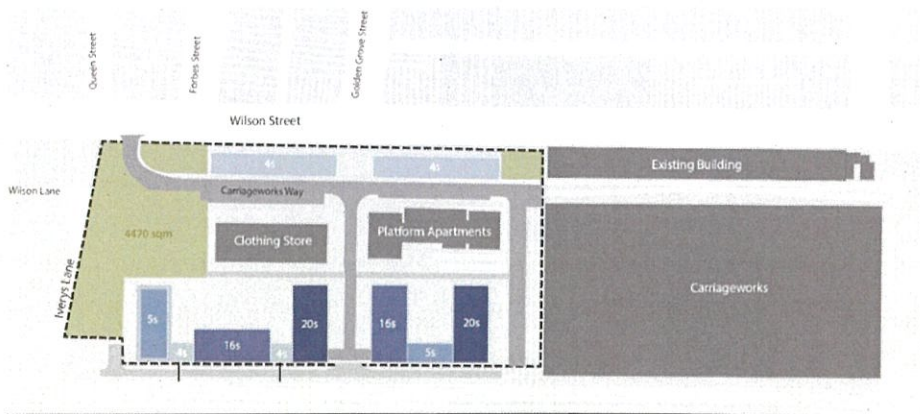 Queen Street
Forbes Street
Golden Grove Street
Wilson Street
4s
4s
Existing Building
Wilson Lane
Carriageworks Way
4470 sqm
Clothing Store
Platform Apartments
Iverys Lane
Carriageworks
5s
4s
16s
4s
20s
16s
5s
20s